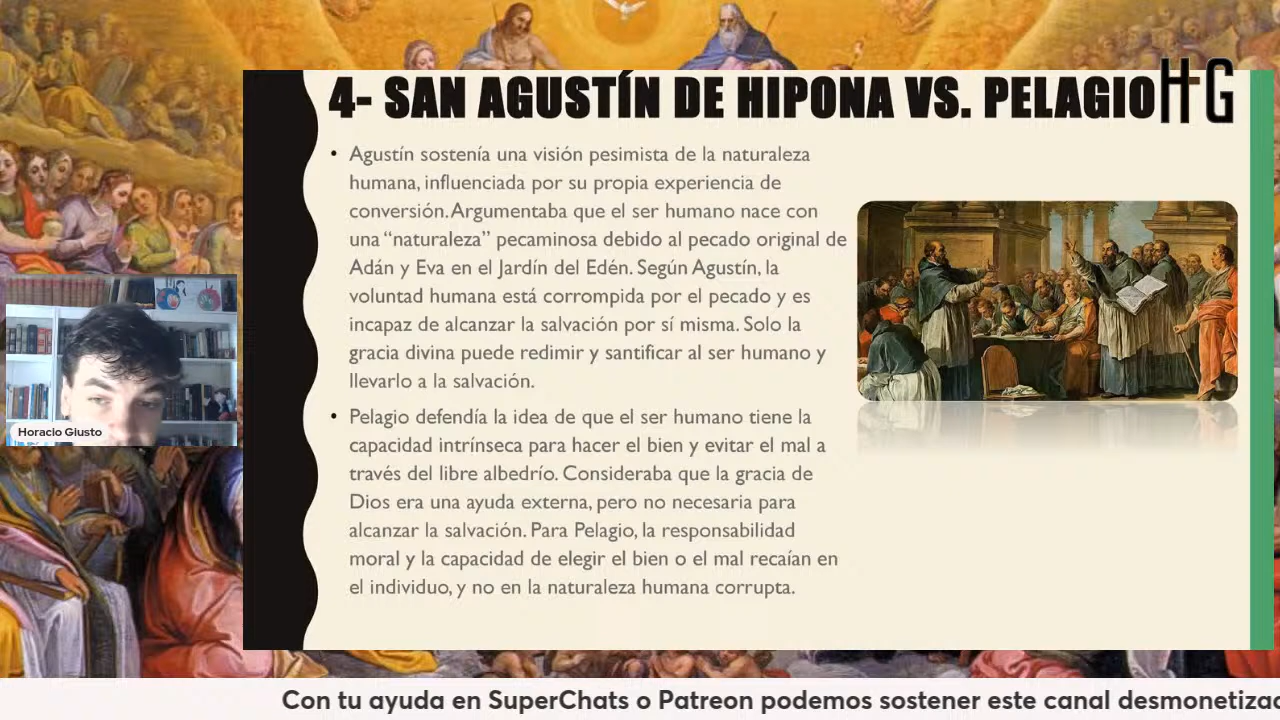 4- SAN AGUSTÍN DE HIPONA VS. PELAGIO
HG
• Agustín sostenía una visión pesimista de la naturaleza
humana, influenciada por su propia experiencia de
conversión. Argumentaba que el ser humano nace con
una “naturaleza” pecaminosa debido al pecado original de
Adán y Eva en el Jardín del Edén. Según Agustín, la
voluntad humana está corrompida por el pecado y es
incapaz de alcanzar la salvación por sí misma. Solo la
gracia divina puede redimir y santificar al ser humano y
llevarlo a la salvación.
• Pelagio defendía la idea de que el ser humano tiene la
capacidad intrínseca para hacer el bien y evitar el mal a
través del libre albedrío. Consideraba que la gracia de
Dios era una ayuda externa, pero no necesaria para
alcanzar la salvación. Para Pelagio, la responsabilidad
moral y la capacidad de elegir el bien o el mal recaían en
el individuo, y no en la naturaleza humana corrupta.
Horacio Giusto
Con tu ayuda en SuperChats o Patreon podemos sostener este canal desmonetizad